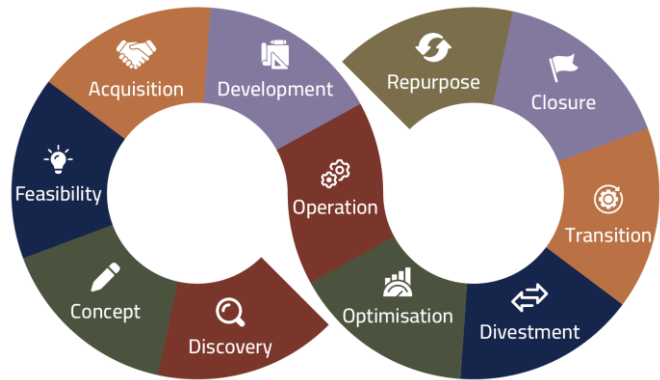 Discovery
Concept
Feasibility
Acquisition
Development
Operation
Optimisation
Divestment
Transition
Closure
Repurpose